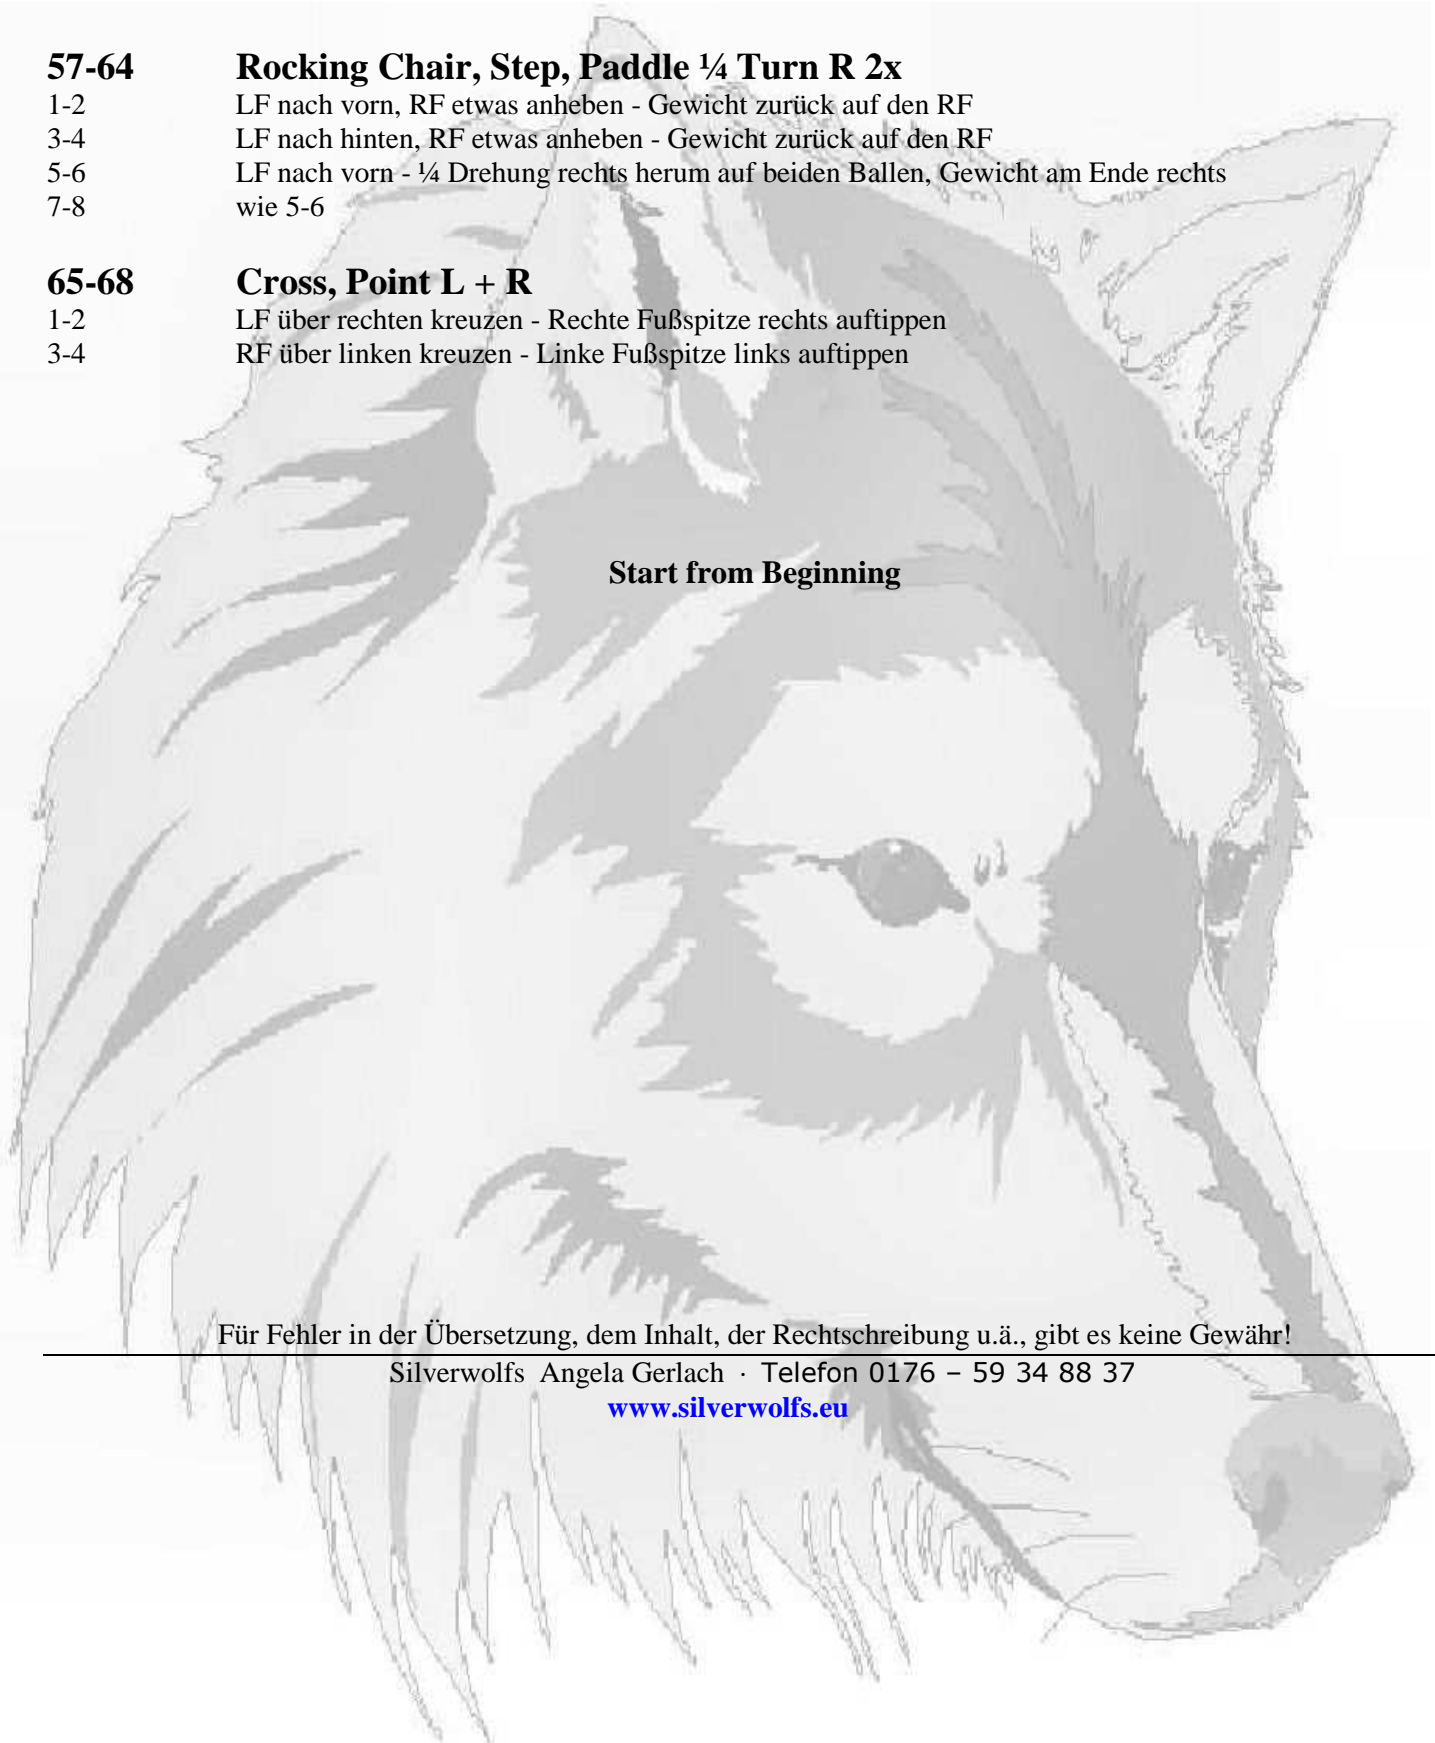 57-64 Rocking Chair, Step, Paddle ¼ Turn R 2x
1-2 LF nach vorn, RF etwas anheben - Gewicht zurück auf den RF
3-4 LF nach hinten, RF etwas anheben - Gewicht zurück auf den RF
5-6 LF nach vorn - ¼ Drehung rechts herum auf beiden Ballen, Gewicht am Ende rechts
7-8 wie 5-6
65-68 Cross, Point L + R
1-2 LF über rechten kreuzen - Rechte Fußspitze rechts auftippen
3-4 RF über linken kreuzen - Linke Fußspitze links auftippen
Start from Beginning
Für Fehler in der Übersetzung, dem Inhalt, der Rechtschreibung u.ä., gibt es keine Gewähr!
Silverwolfs Angela Gerlach · Telefon 0176 – 59 34 88 37
www.silverwolfs.eu